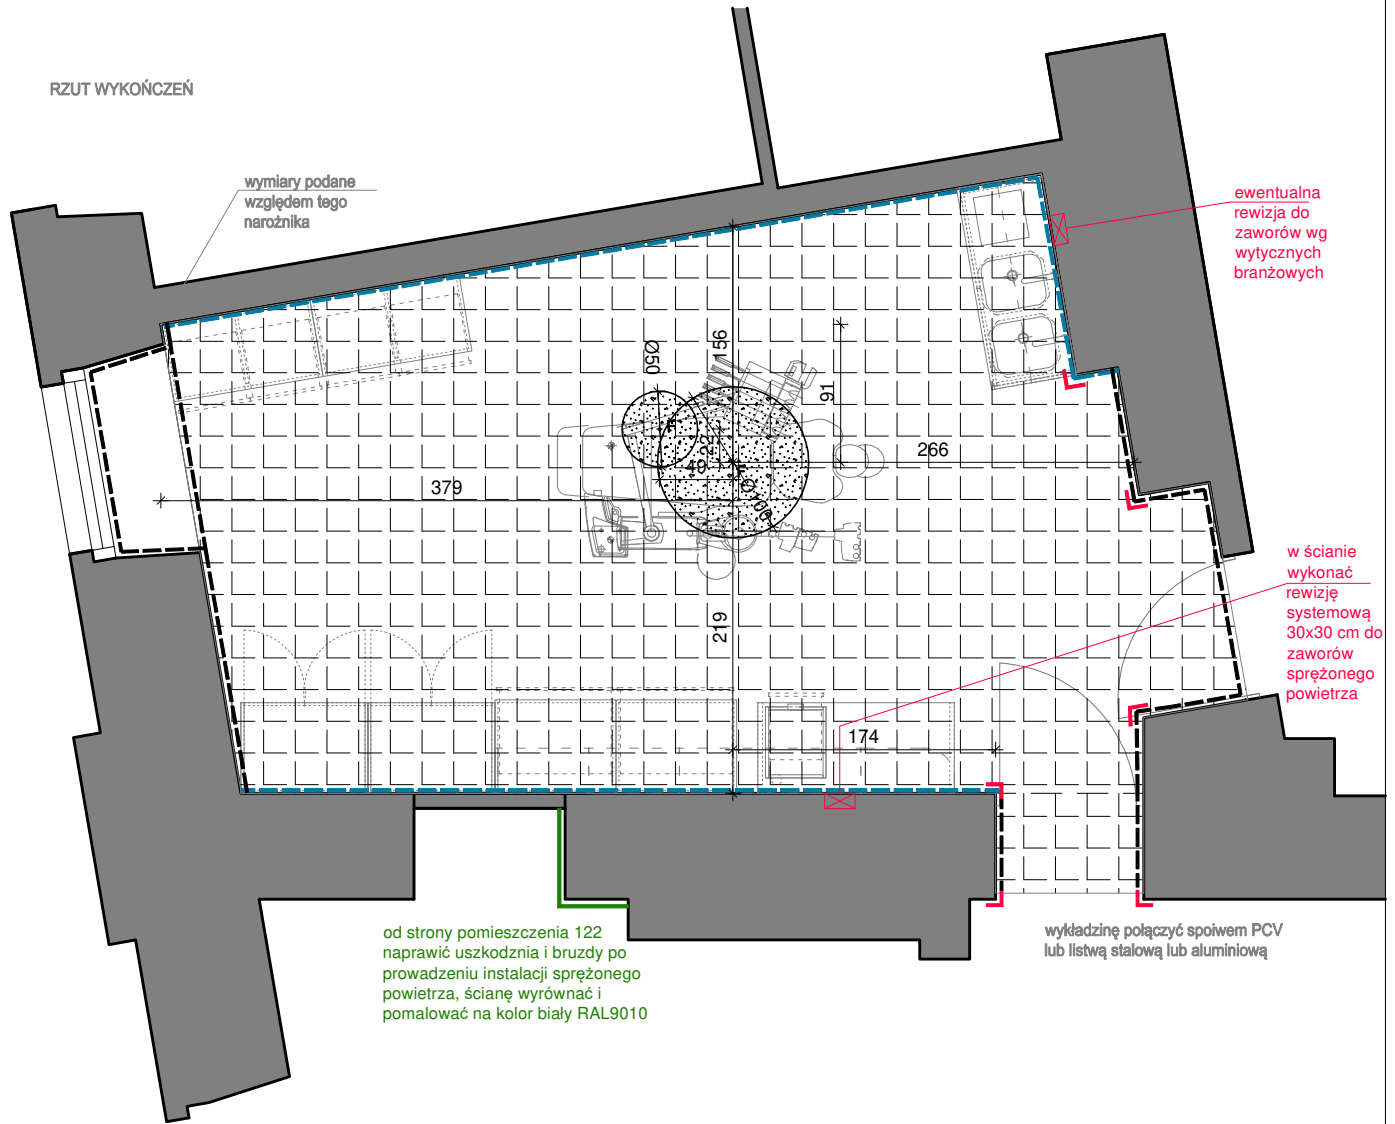 RZUT WYKOŃCZEŃ
wymiary podane
względem tego
narożnika
ewentualna
rewizja do
zaworów wg
wytycznych
branżowych
Ø50
156
91
22
49
Ø100
266
379
219
174
w ścianie
wykonać
rewizję
systemową
30x30 cm do
zaworów
sprężonego
powietrza
od strony pomieszczenia 122
naprawić uszkodznia i bruzdy po
prowadzeniu instalacji sprężonego
powietrza, ścianę wyrównać i
pomalować na kolor biały RAL9010
wykładzinę połączyć spoiwem PCV
lub listwą stalową lub aluminiową